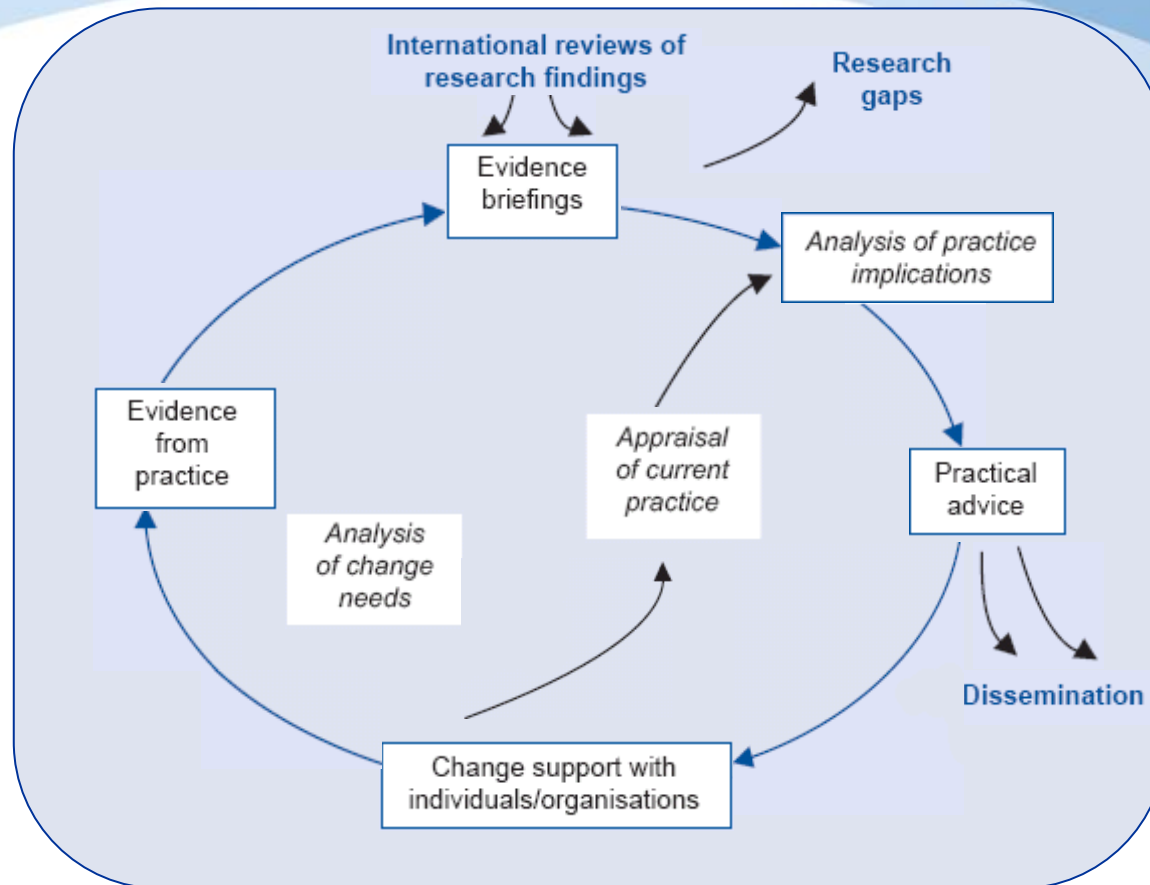 International reviews of
research findings
Research
gaps
Evidence
briefings
Analysis of practice
implications
Evidence
from
practice
Appraisal
of current
practice
Practical
advice
Analysis
of change
needs
Dissemination
Change support with
individuals/organisations